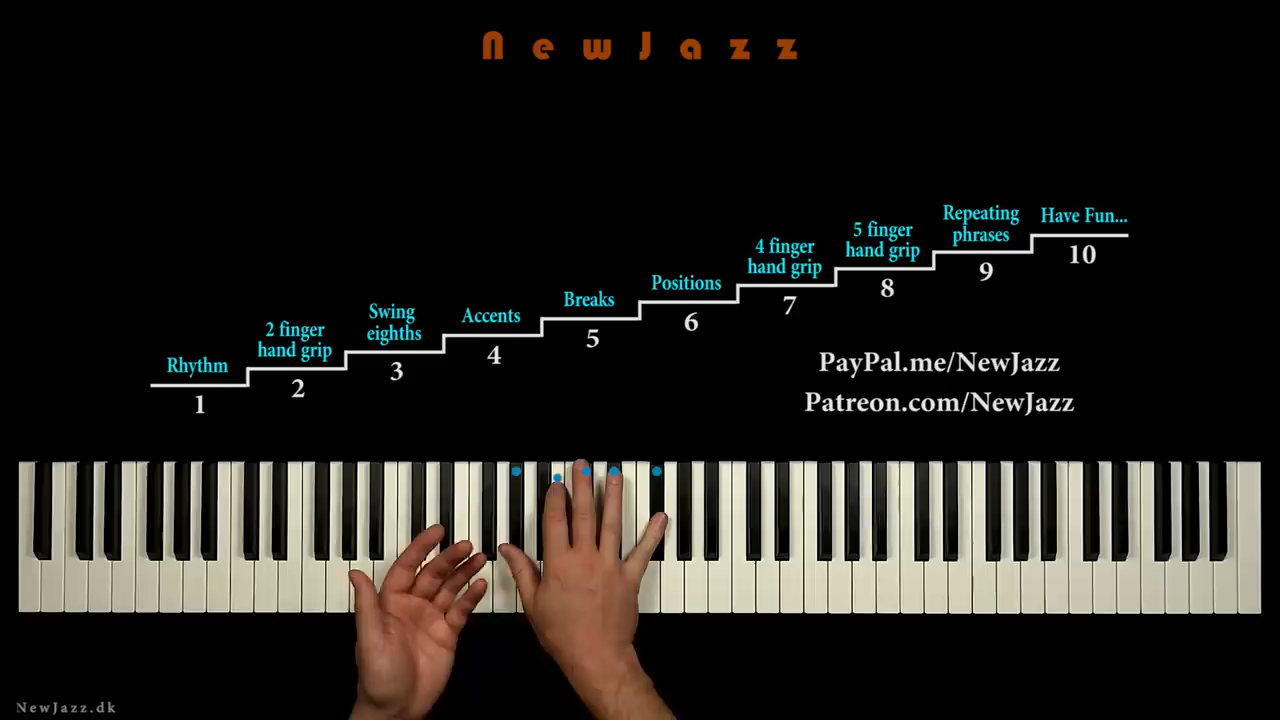 NewJazz
Repeating
phrases
Have Fun...
5 finger
hand grip
10
4 finger
hand grip
9
Positions
8
Breaks
7
Swing
eighths
Accents
6
2 finger
hand grip
5
Rhythm
4
3
2
1
PayPal.me/NewJazz
Patreon.com/NewJazz
NewJazz.dk